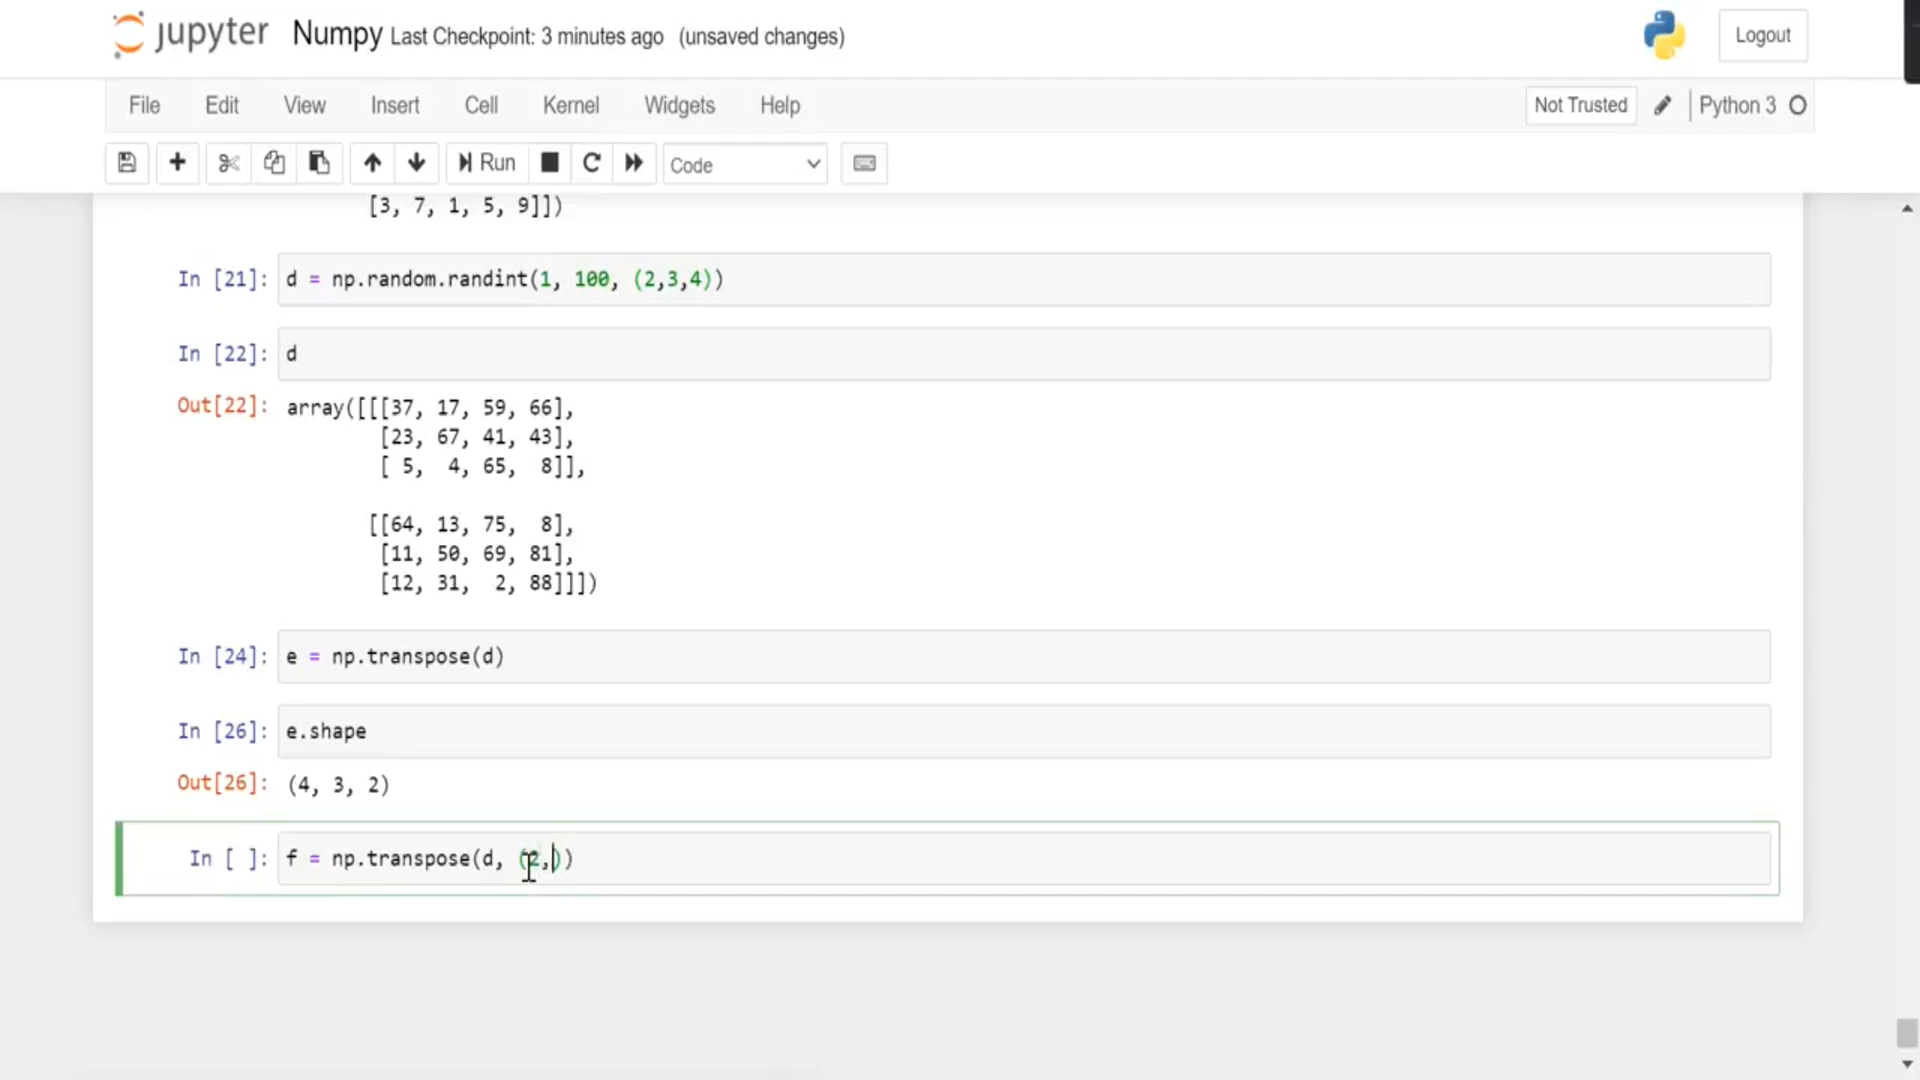 jupyter Numpy Last Checkpoint: 3 minutes ago (unsaved changes) Logout
File Edit View Insert Cell Kernel Widgets Help Not Trusted Python 3
Run Code
[3, 7, 1, 5, 9]])
In [21]: d = np.random.randint(1, 100, (2,3,4))
In [22]: d
Out[22]: array([[[37, 17, 59, 66],
[23, 67, 41, 43],
[ 5,  4, 65,  8]],
[[64, 13, 75,  8],
[11, 50, 69, 81],
[12, 31,  2, 88]]])
In [24]: e = np.transpose(d)
In [26]: e.shape
Out[26]: (4, 3, 2)
In [ ]: f = np.transpose(d, (2,))